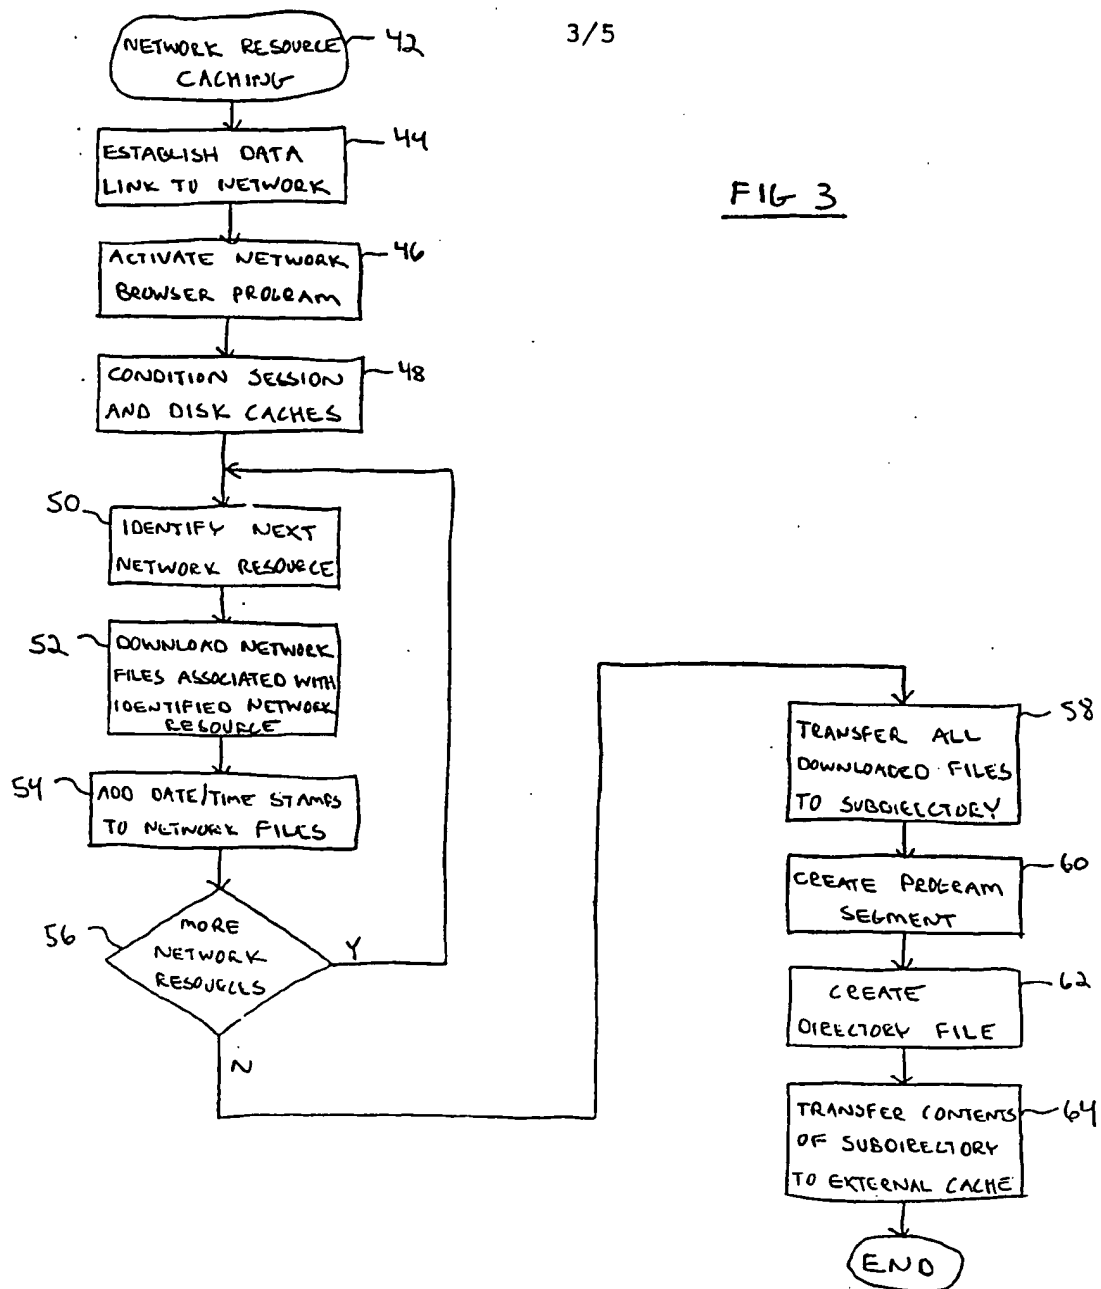 3/5
FIG 3
NETWORK RESOURCE
CACHING
42
ESTABLISH DATA
LINK TO NETWORK
44
ACTIVATE NETWORK
BROWSER PROGRAM
46
CONDITION SESSION
AND DISK CACHES
48
50
IDENTIFY NEXT
NETWORK RESOURCE
52
DOWNLOAD NETWORK
FILES ASSOCIATED WITH
IDENTIFIED NETWORK
RESOURCE
54
ADD DATE/TIME STAMPS
TO NETWORK FILES
56
MORE
NETWORK
RESOURCES
Y
N
TRANSFER ALL
DOWNLOADED FILES
TO SUBDIRECTORY
58
CREATE PROGRAM
SEGMENT
60
CREATE
DIRECTORY FILE
62
TRANSFER CONTENTS
OF SUBDIRECTORY
TO EXTERNAL CACHE
64
END